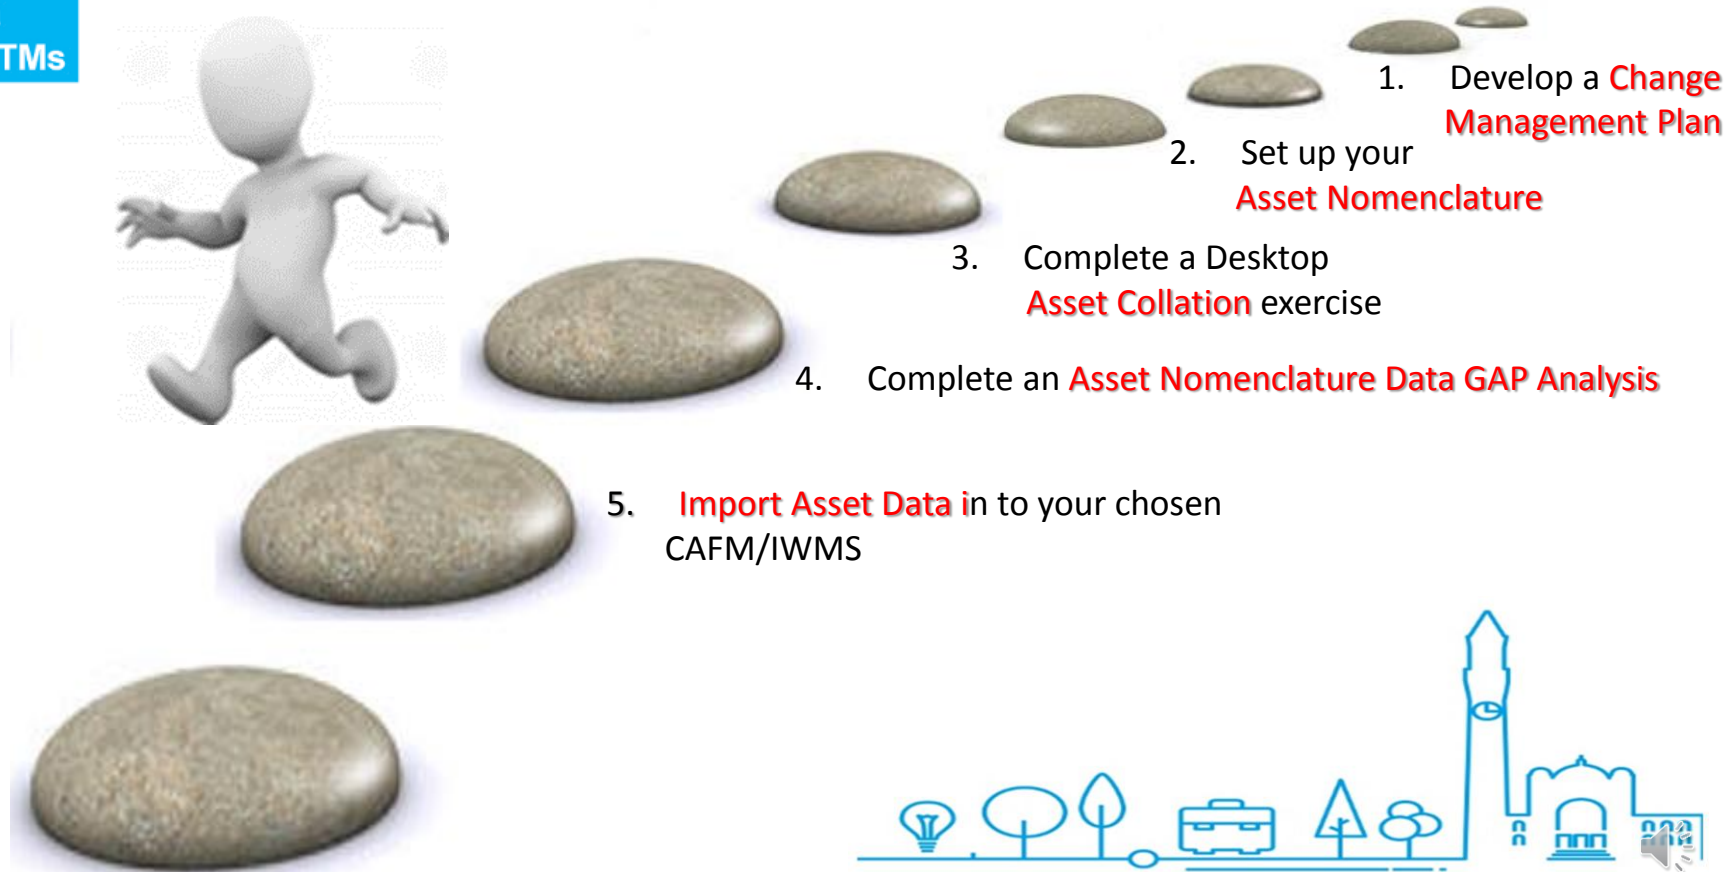 TMs
1. Develop a Change
Management Plan
2. Set up your
Asset Nomenclature
3. Complete a Desktop
Asset Collation exercise
4. Complete an Asset Nomenclature Data GAP Analysis
5. Import Asset Data in to your chosen
CAFM/IWMS